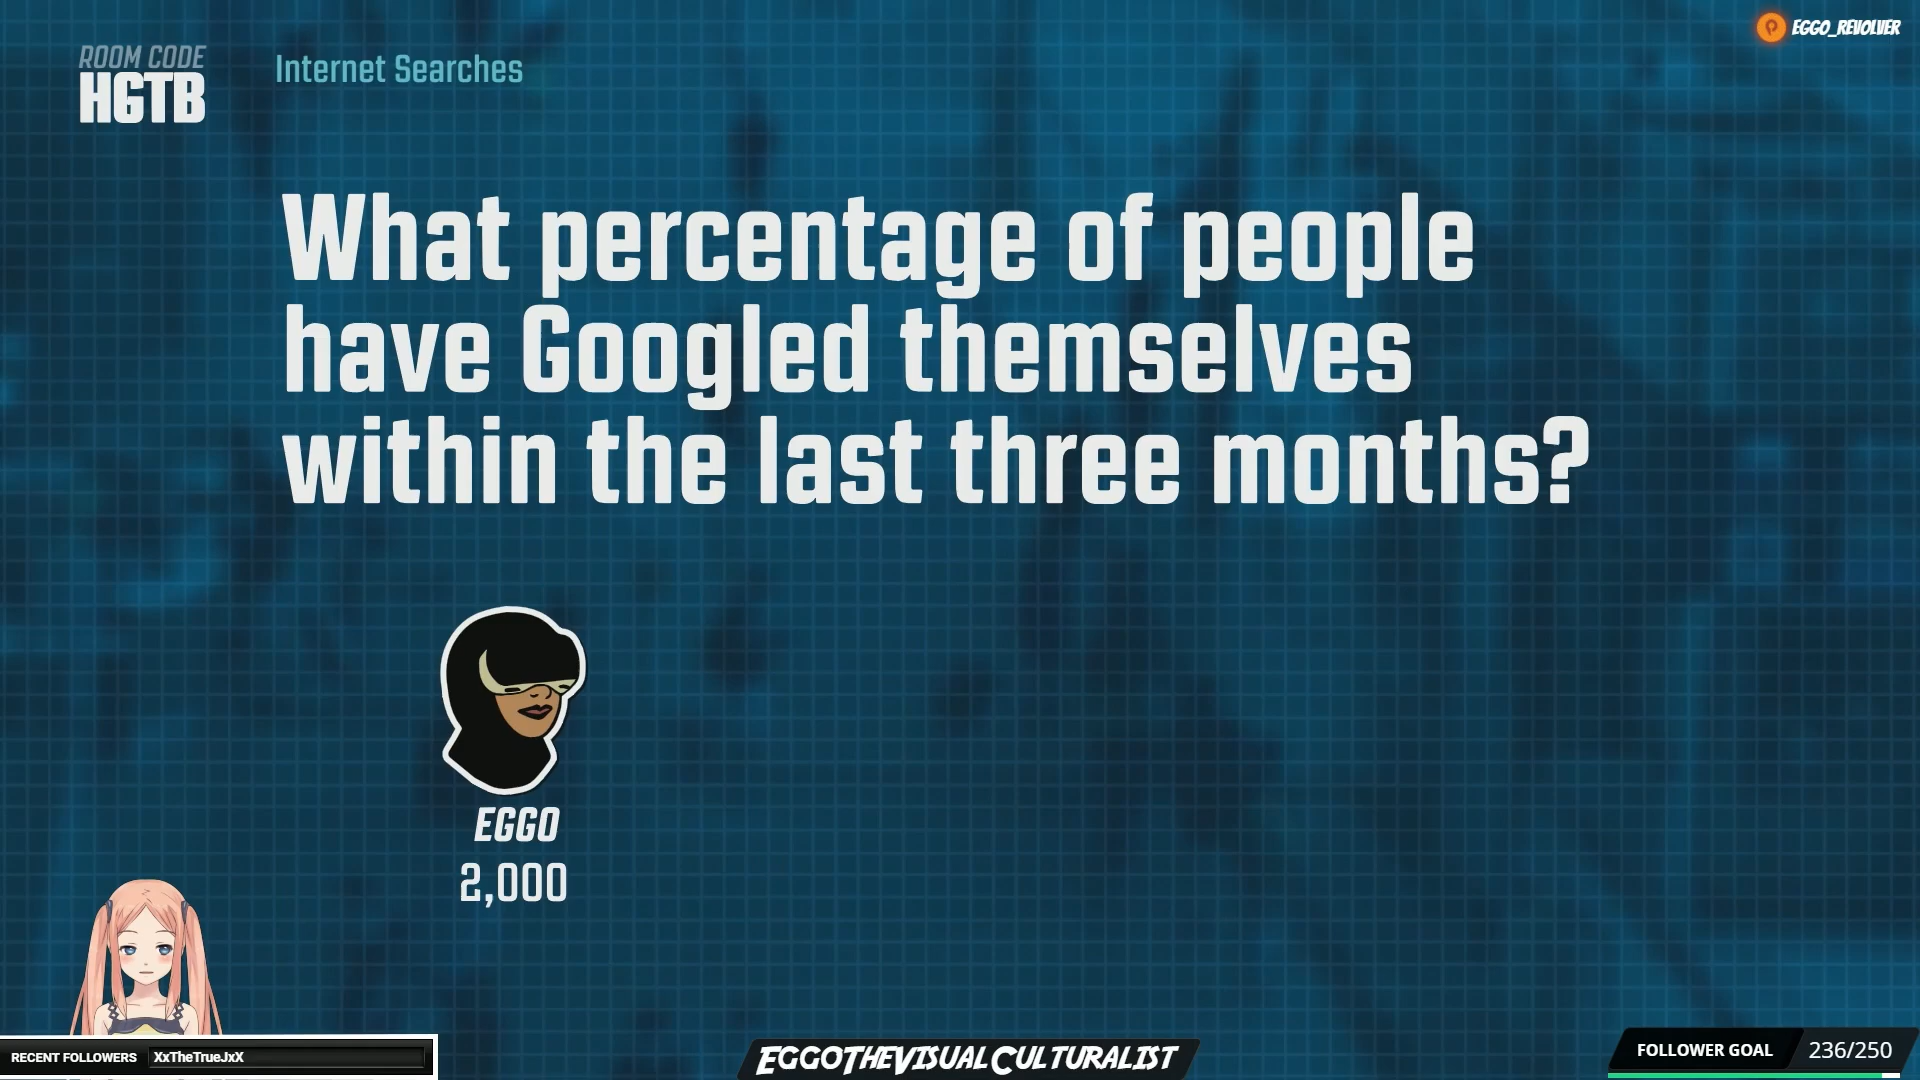 ROOM CODE
HGTB
Internet Searches
EGGO_REVOLVER
What percentage of people
have Googled themselves
within the last three months?
EGGO
2,000
RECENT FOLLOWERS XxTheTrueJxX
EGGOTHEVISUALCULTURALIST
FOLLOWER GOAL 236/250